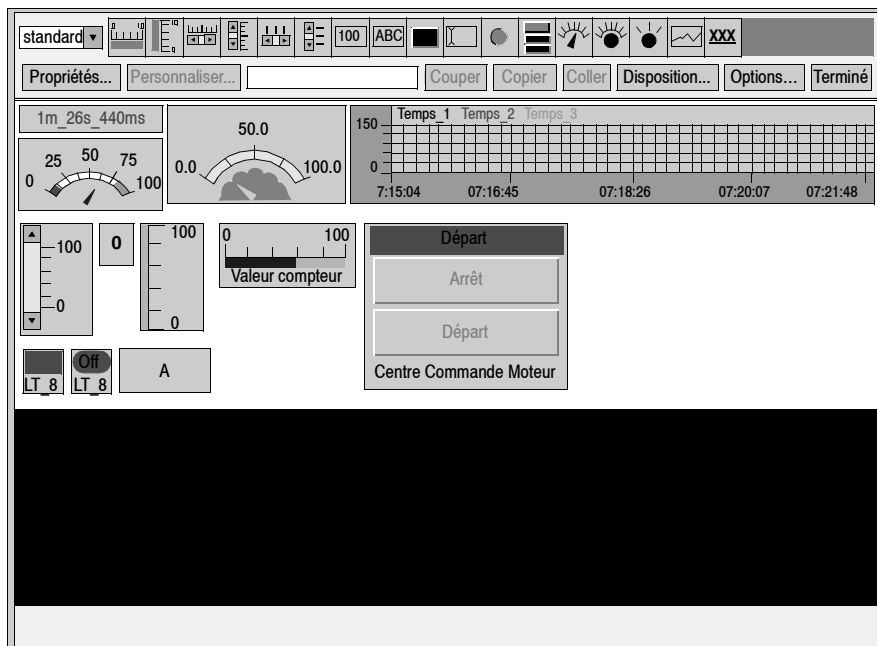 standard 100 ABC XXX
Propriétés... Personnaliser... Couper Copier Coller Disposition... Options... Terminé
1m_26s_440ms
0 25 50 75 100
0.0 50.0 100.0
Temps_1 Temps_2 Temps_3
150
0
7:15:04 07:16:45 07:18:26 07:20:07 07:21:48
100
0
0
100
0
0 100
Valeur compteur
Départ
Arrêt
Départ
Centre Commande Moteur
LT_8
Off
LT_8
A